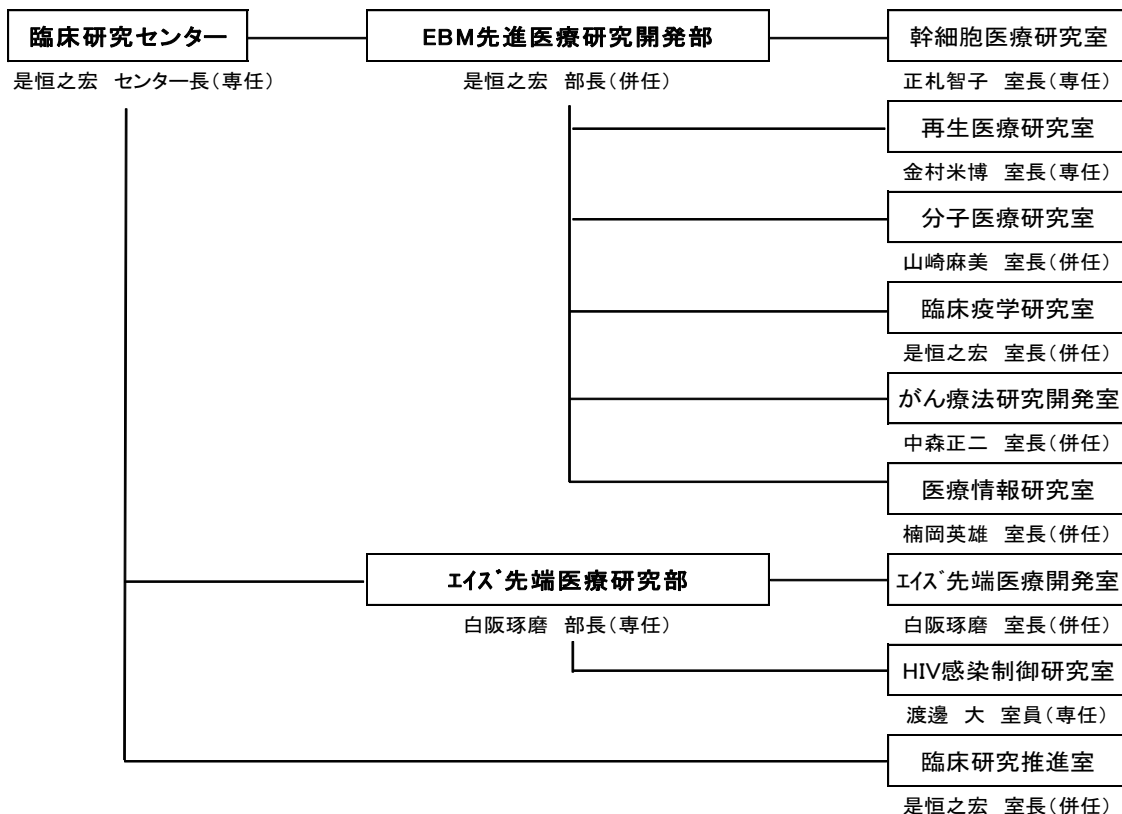 臨床研究センター
EBM先進医療研究開発部
幹細胞医療研究室
是恒之宏 センター長(専任)
是恒之宏 部長(併任)
正札智子 室長(専任)
再生医療研究室
金村米博 室長(専任)
分子医療研究室
山崎麻美 室長(併任)
臨床疫学研究室
是恒之宏 室長(併任)
がん療法研究開発室
中森正二 室長(併任)
医療情報研究室
楠岡英雄 室長(併任)
エイズ先端医療研究部
エイズ先端医療開発室
白阪琢磨 部長(専任)
白阪琢磨 室長(併任)
HIV感染制御研究室
渡邊 大 室員(専任)
臨床研究推進室
是恒之宏 室長(併任)